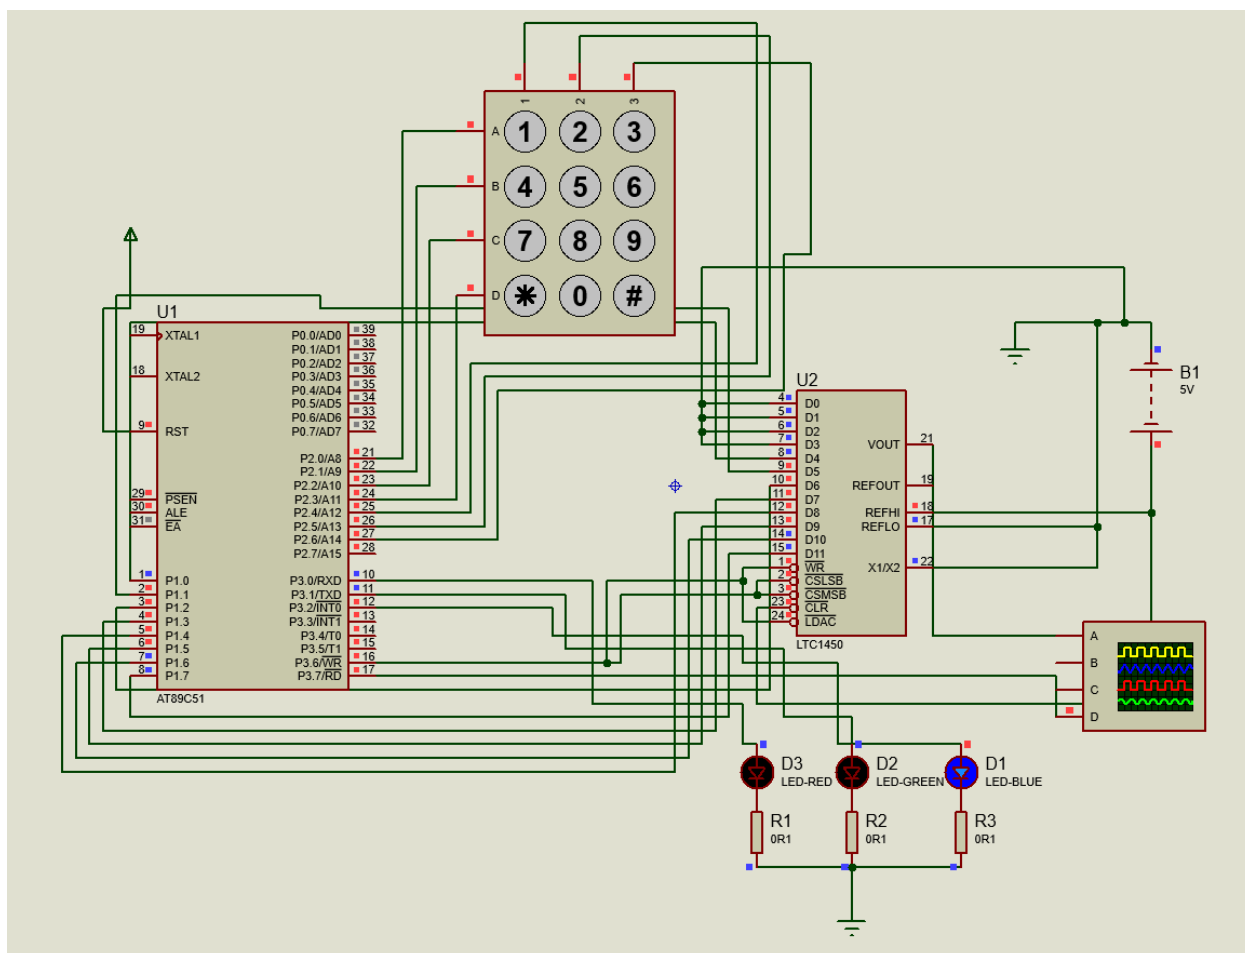 1 2 3
A 1 2 3
B 4 5 6
C 7 8 9
D * 0 #
U1
19 XTAL1
18 XTAL2
9 RST
29 PSEN
30 ALE
31 EA
1 P1.0
2 P1.1
3 P1.2
4 P1.3
5 P1.4
6 P1.5
7 P1.6
8 P1.7
P0.0/AD0 39
P0.1/AD1 38
P0.2/AD2 37
P0.3/AD3 36
P0.4/AD4 35
P0.5/AD5 34
P0.6/AD6 33
P0.7/AD7 32
P2.0/A8 21
P2.1/A9 22
P2.2/A10 23
P2.3/A11 24
P2.4/A12 25
P2.5/A13 26
P2.6/A14 27
P2.7/A15 28
P3.0/RXD 10
P3.1/TXD 11
P3.2/INT0 12
P3.3/INT1 13
P3.4/T0 14
P3.5/T1 15
P3.6/WR 16
P3.7/RD 17
AT89C51
U2
4 D0
5 D1
6 D2
7 D3
8 D4
9 D5
10 D6
11 D7
12 D8
13 D9
14 D10
15 D11
1 WR
2 CSLSB
3 CSMSB
23 CLR
24 LDAC
VOUT 21
REFOUT 19
REFHI 18
REFLO 17
X1/X2 22
LTC1450
B1
5V
A
B
C
D
D3
LED-RED
D2
LED-GREEN
D1
LED-BLUE
R1
0R1
R2
0R1
R3
0R1